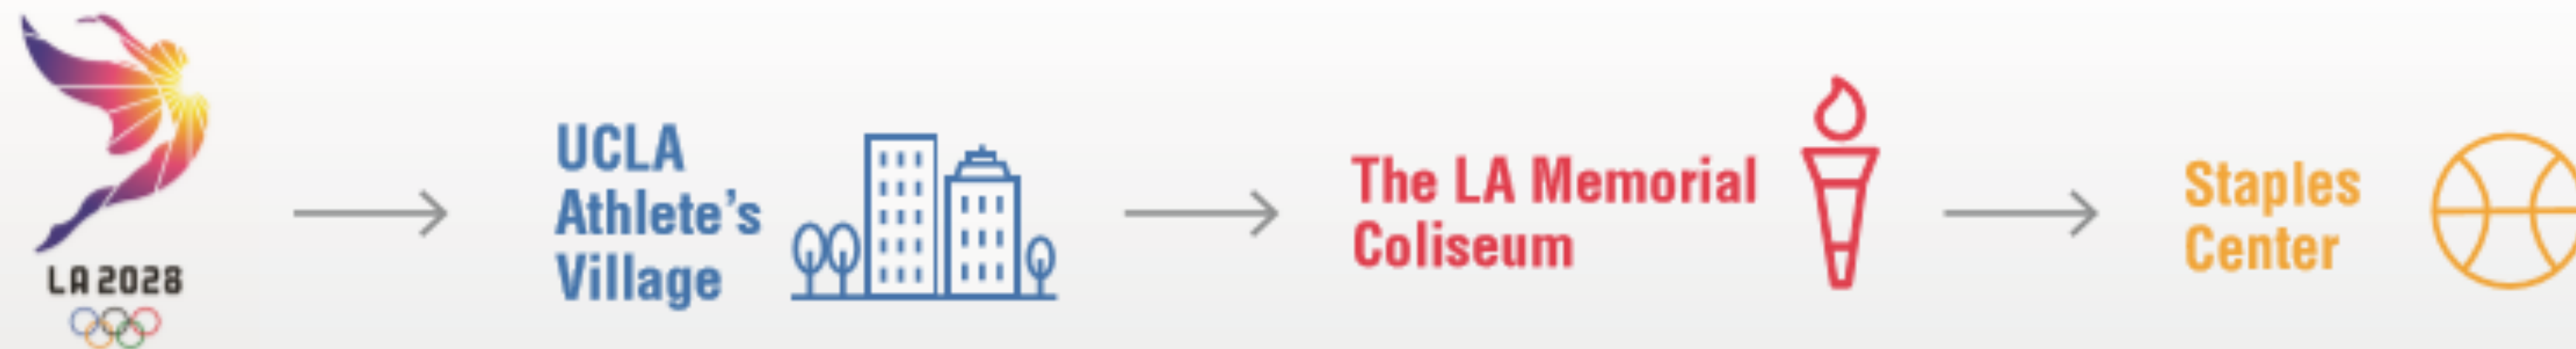 LA 2028
UCLA
Athlete's
Village
The LA Memorial
Coliseum
Staples
Center